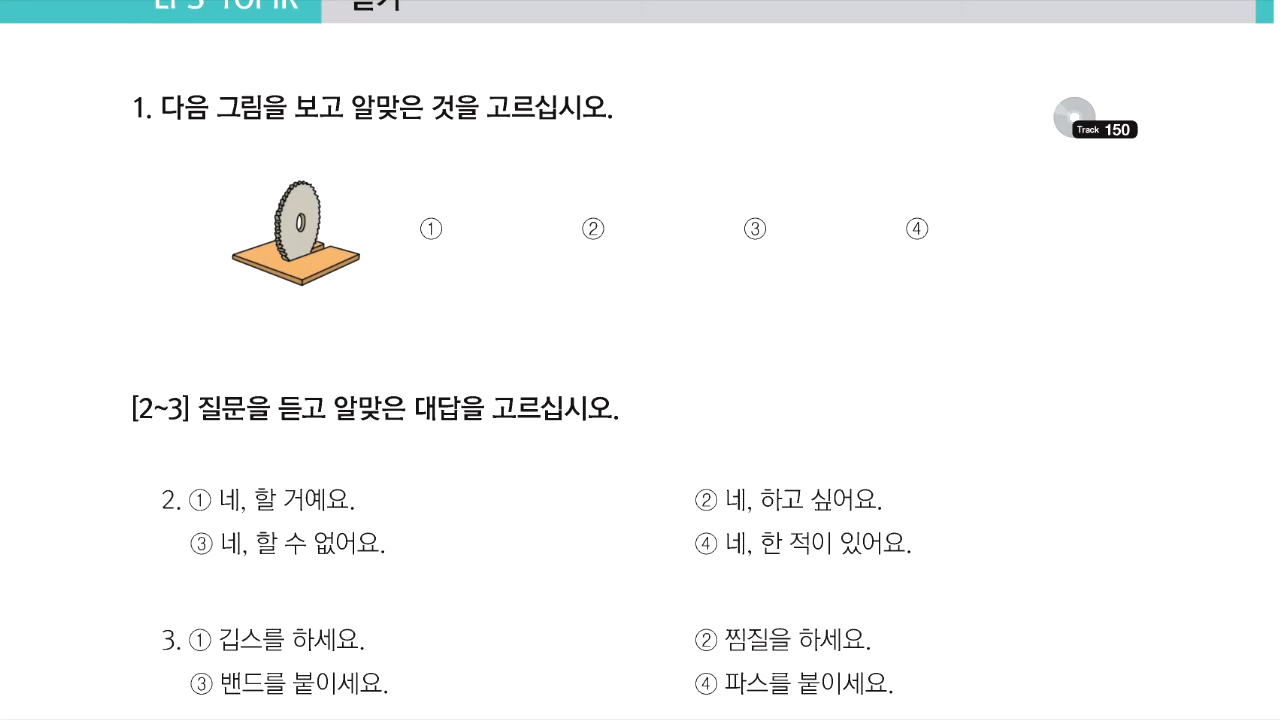 EPS-TOPIK 듣기
1. 다음 그림을 보고 알맞은 것을 고르십시오.
Track 150
① ② ③ ④
[2~3] 질문을 듣고 알맞은 대답을 고르십시오.
2. ① 네, 할 거예요. ② 네, 하고 싶어요.
③ 네, 할 수 없어요. ④ 네, 한 적이 있어요.
3. ① 깁스를 하세요. ② 찜질을 하세요.
③ 밴드를 붙이세요. ④ 파스를 붙이세요.